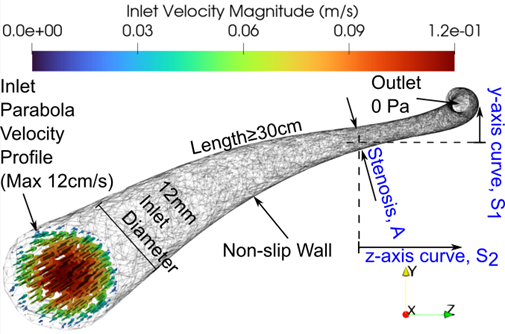 Inlet Velocity Magnitude (m/s)
0.0e+00 0.03 0.06 0.09 1.2e-01
Inlet
Parabola
Velocity
Profile
(Max 12cm/s)
Length≥30cm
12mm
Inlet
Diameter
Non-slip Wall
Outlet
0 Pa
Stenosis, A
y-axis curve, S1
z-axis curve, S2
Y
X
Z